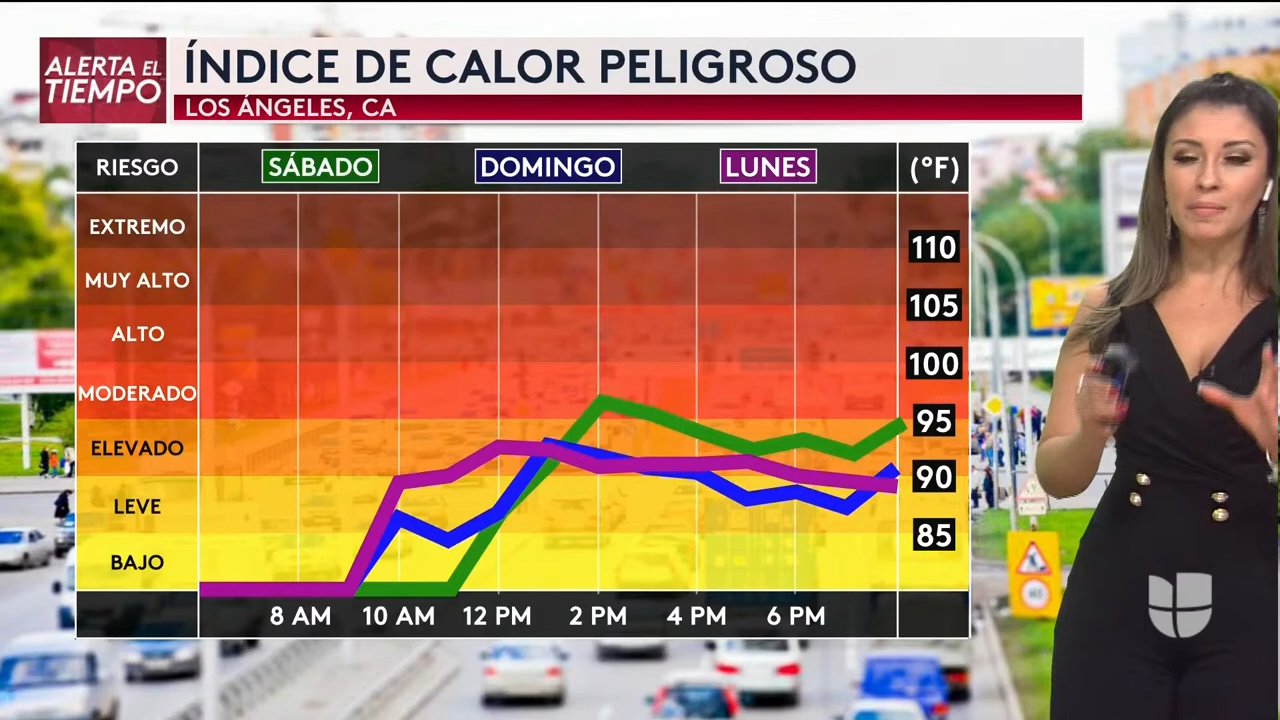 ALERTA EL
TIEMPO
ÍNDICE DE CALOR PELIGROSO
LOS ÁNGELES, CA
RIESGO SÁBADO DOMINGO LUNES (°F)
EXTREMO
110
MUY ALTO
105
ALTO
100
MODERADO
95
ELEVADO
90
LEVE
85
BAJO
8 AM 10 AM 12 PM 2 PM 4 PM 6 PM